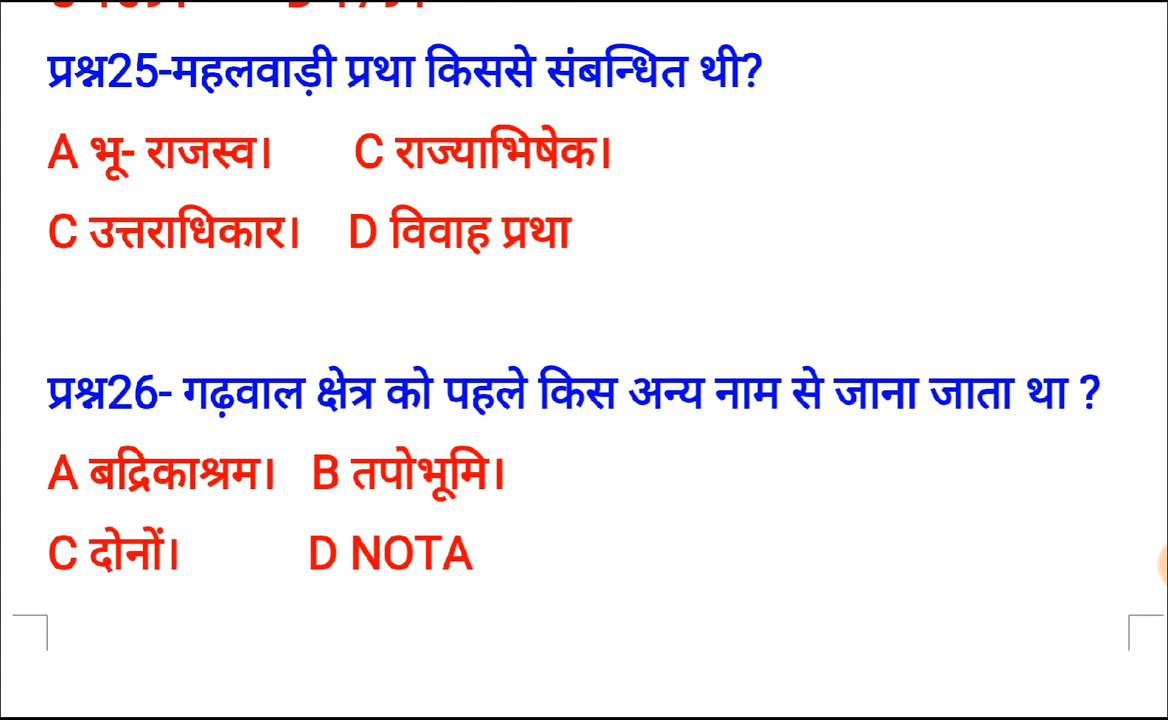 प्रश्न25-महलवाड़ी प्रथा किससे संबन्धित थी?
A भू- राजस्व। C राज्याभिषेक।
C उत्तराधिकार। D विवाह प्रथा
प्रश्न26- गढ़वाल क्षेत्र को पहले किस अन्य नाम से जाना जाता था ?
A बद्रिकाश्रम। B तपोभूमि।
C दोनों। D NOTA